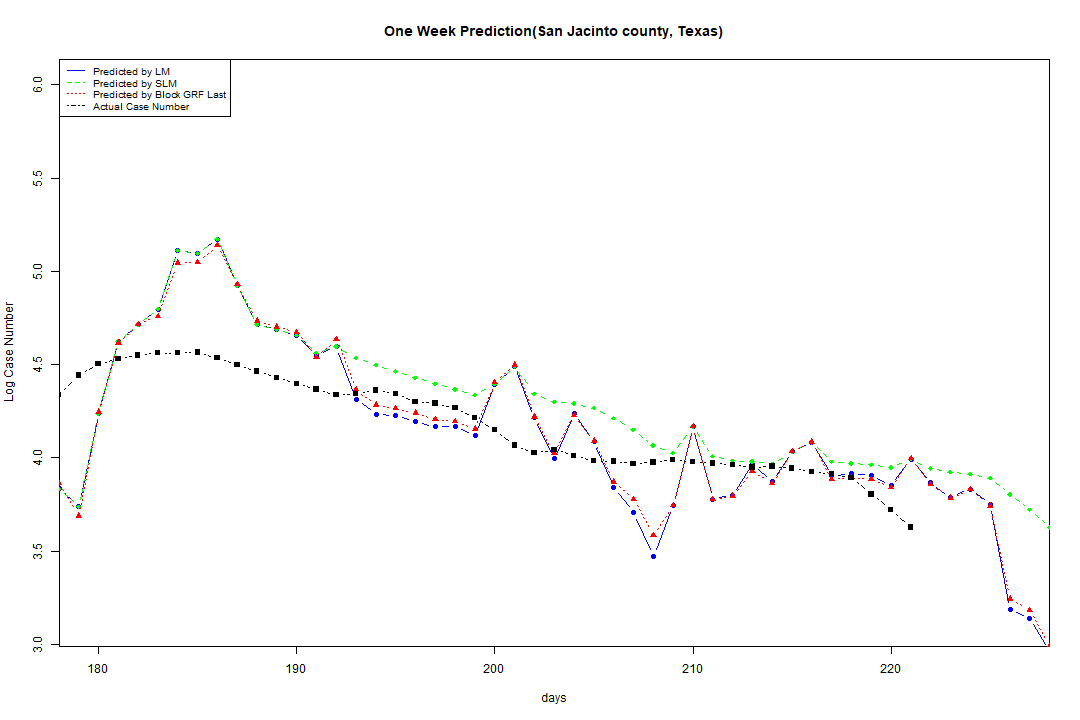 One Week Prediction(San Jacinto county, Texas)
Predicted by LM
Predicted by SLM
Predicted by Block GRF Last
Actual Case Number
Log Case Number
6.0
5.5
5.0
4.5
4.0
3.5
3.0
180 190 200 210 220
days